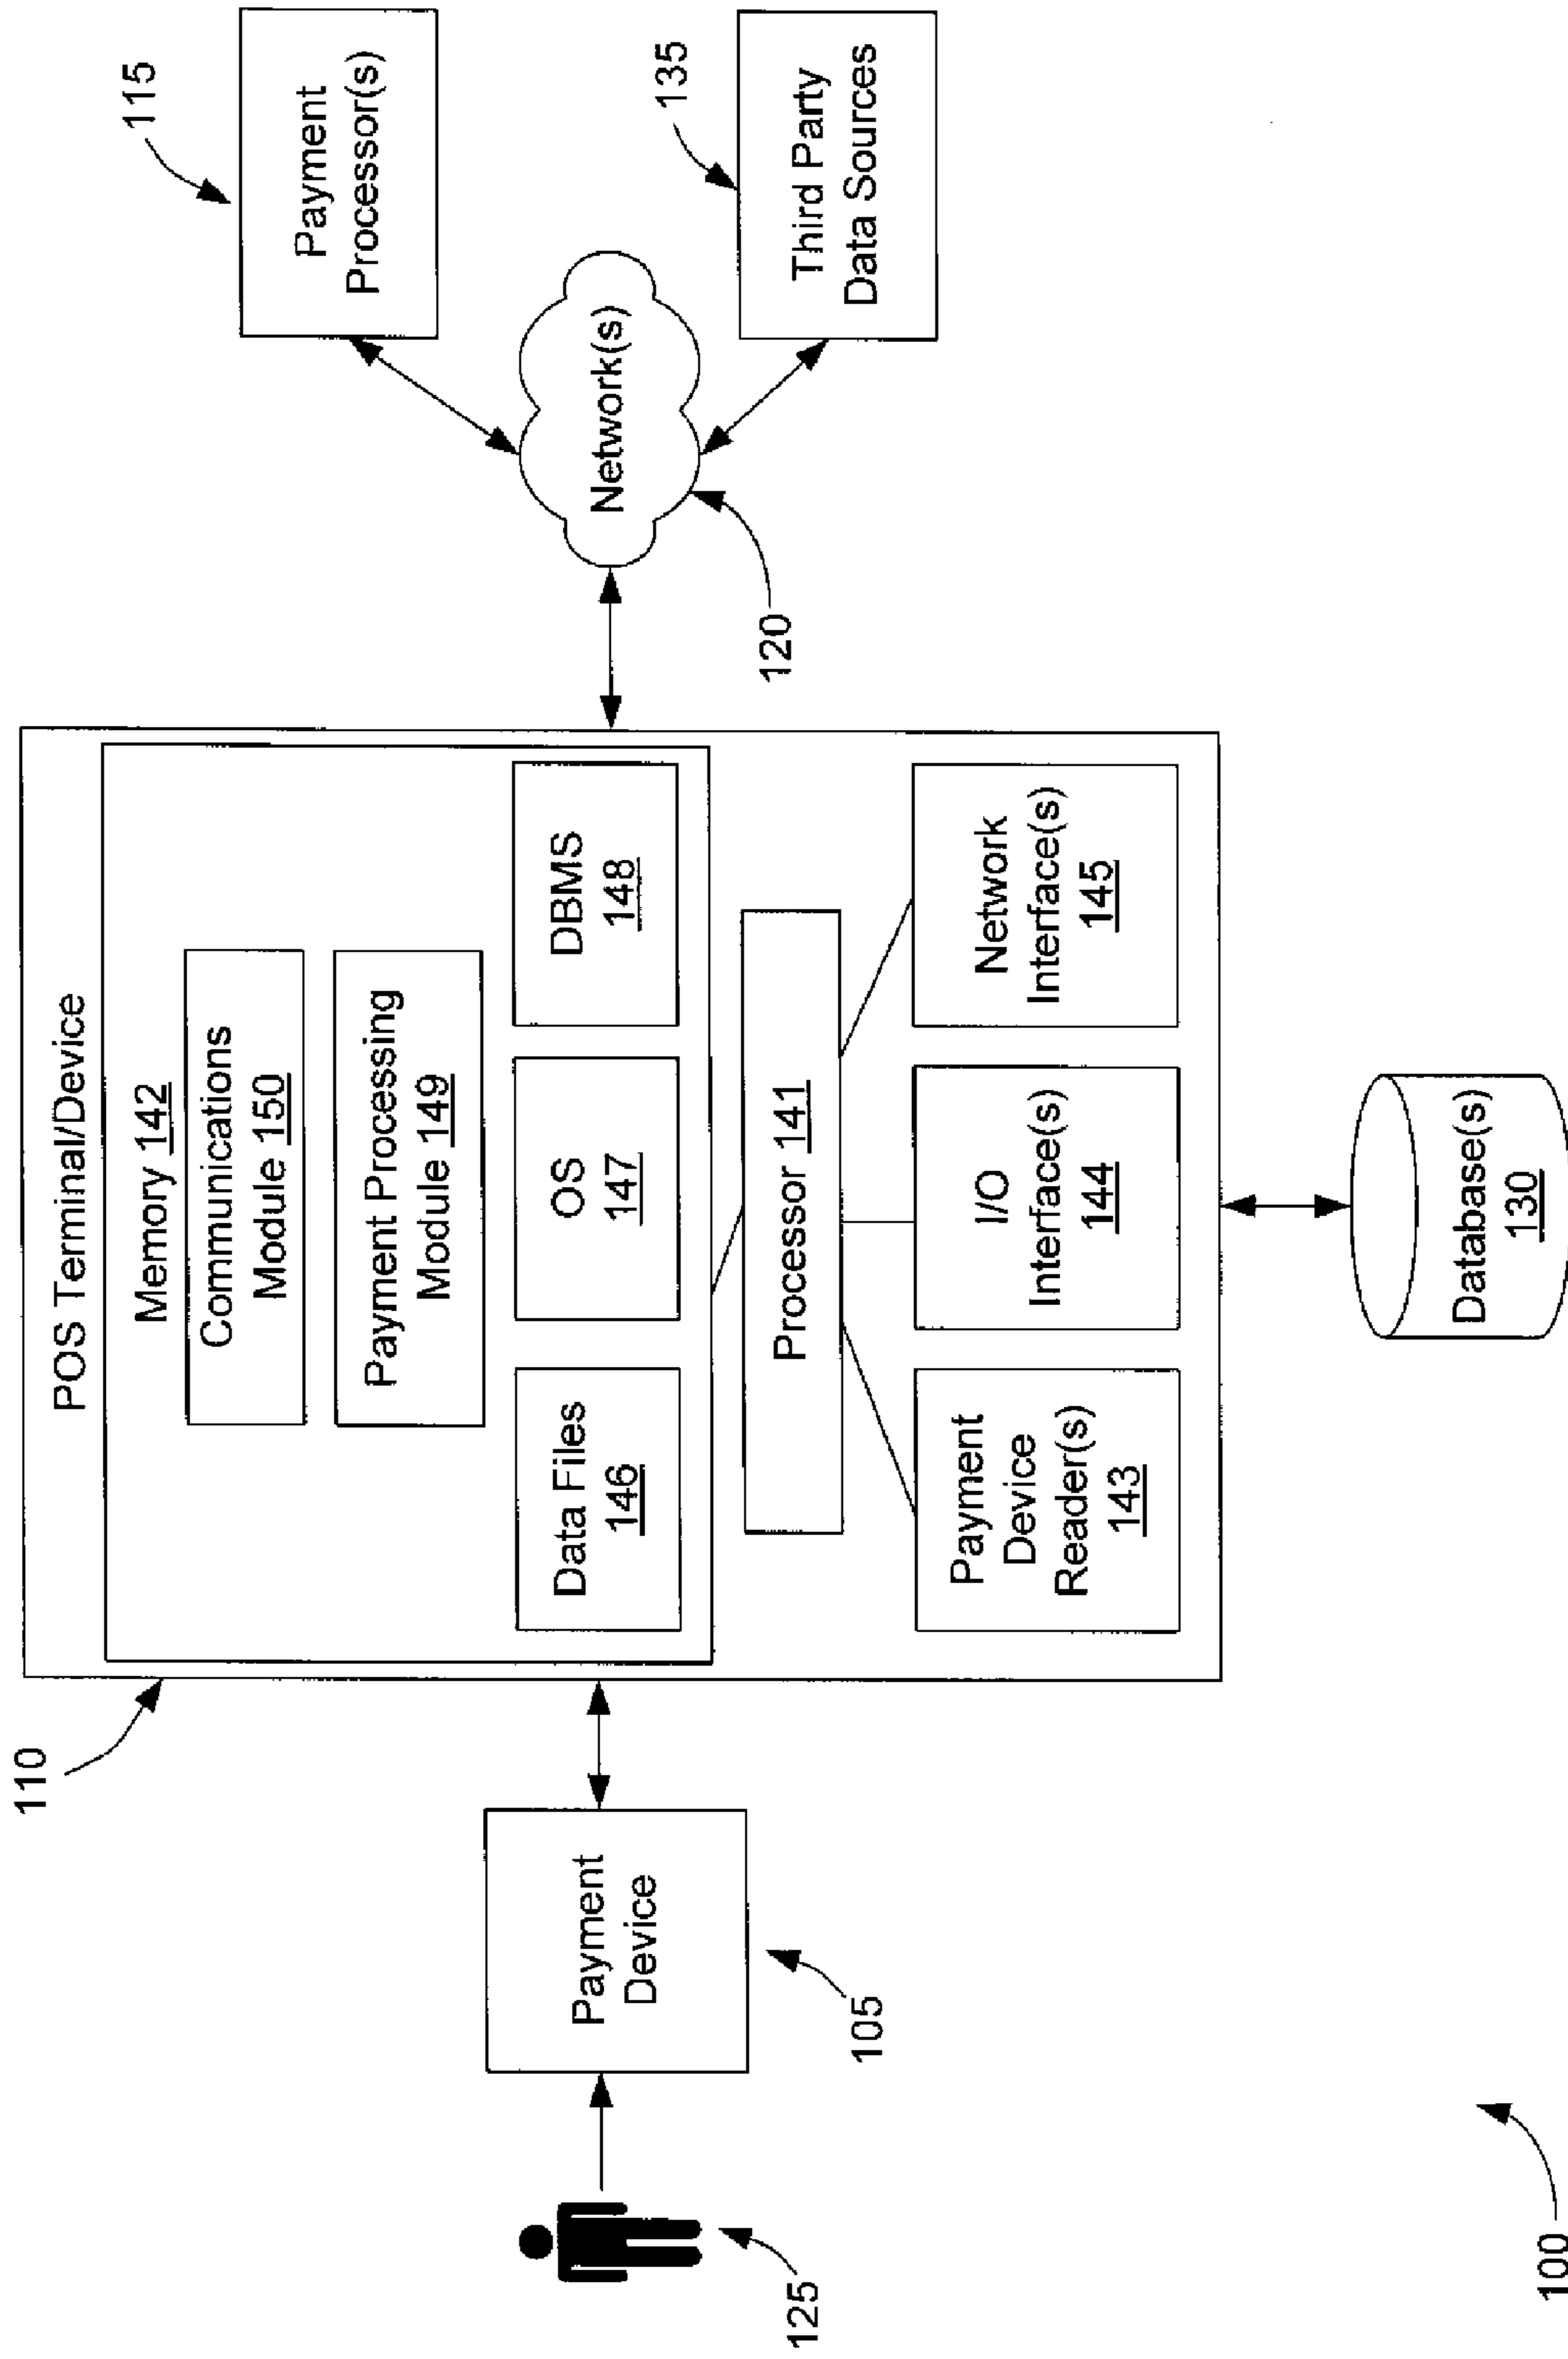 110
POS Terminal/Device
Memory 142
Communications
Module 150
Payment Processing
Module 149
Data Files
146
OS
147
DBMS
148
Processor 141
Payment
Device
Reader(s)
143
I/O
Interface(s)
144
Network
Interface(s)
145
Payment
Device
105
125
100
Database(s)
130
Network(s)
120
115
Payment
Processor(s)
135
Third Party
Data Sources